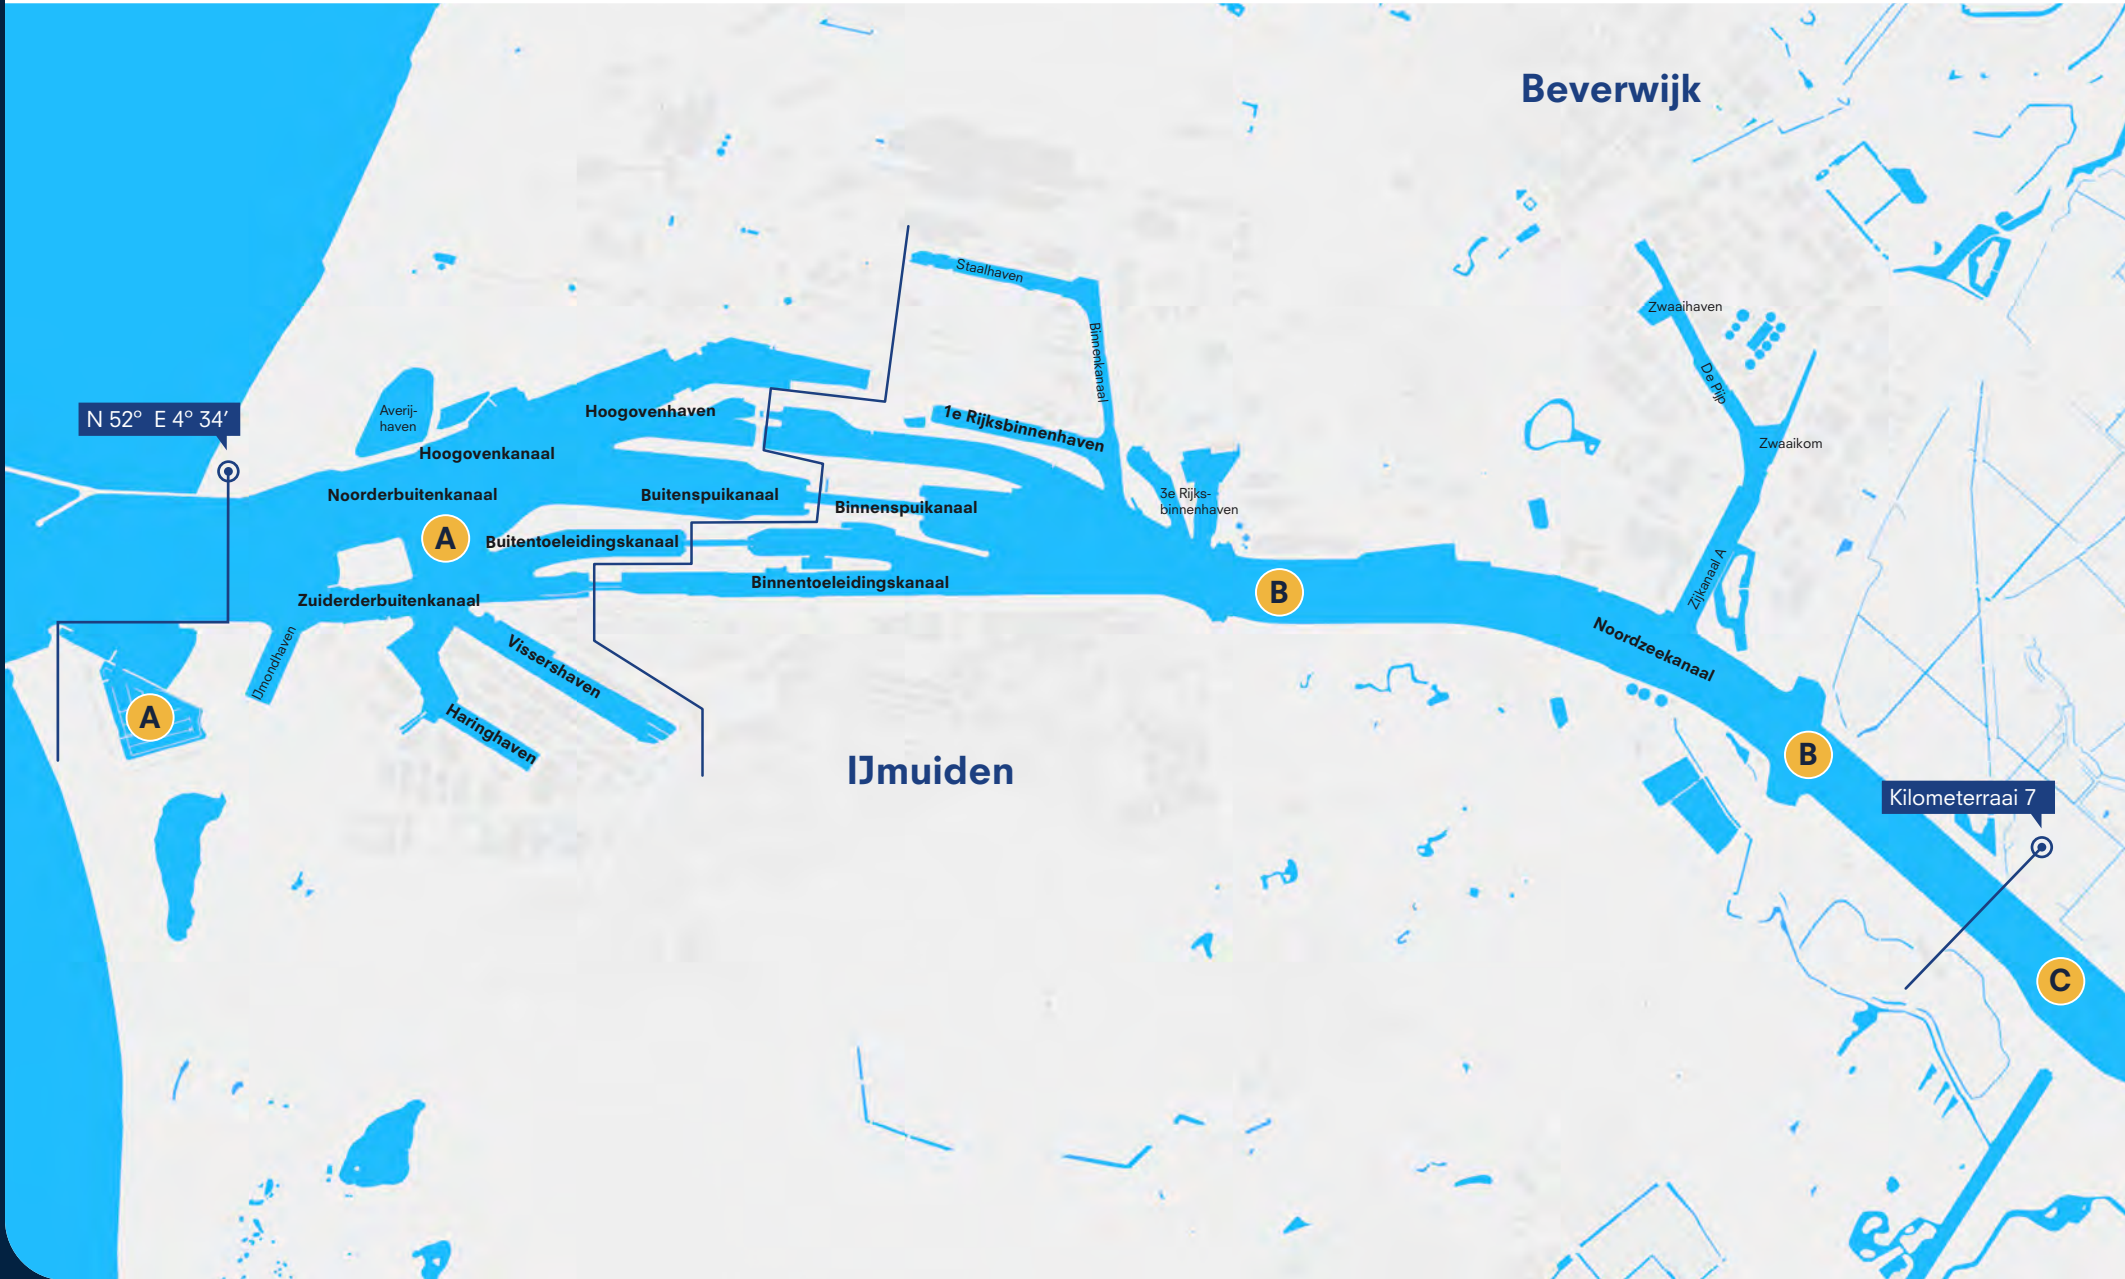 Beverwijk
Staalhaven
Zwaaihaven
Binnenkanaal
De Pijp
N 52° E 4° 34′
Averij-
haven
Hoogovenhaven
1e Rijksbinnenhaven
Zwaaikom
Hoogovenkanaal
Noorderbuitenkanaal
Buitenspuikanaal
Binnenspuikanaal
3e Rijks-
binnenhaven
A
Buitentoeleidingskanaal
Binnentoeleidingskanaal
B
Zijkanaal A
Zuiderderbuitenkanaal
IJmondhaven
Vissershaven
Noordzeekanaal
A
Haringhaven
IJmuiden
B
Kilometerraai 7
C